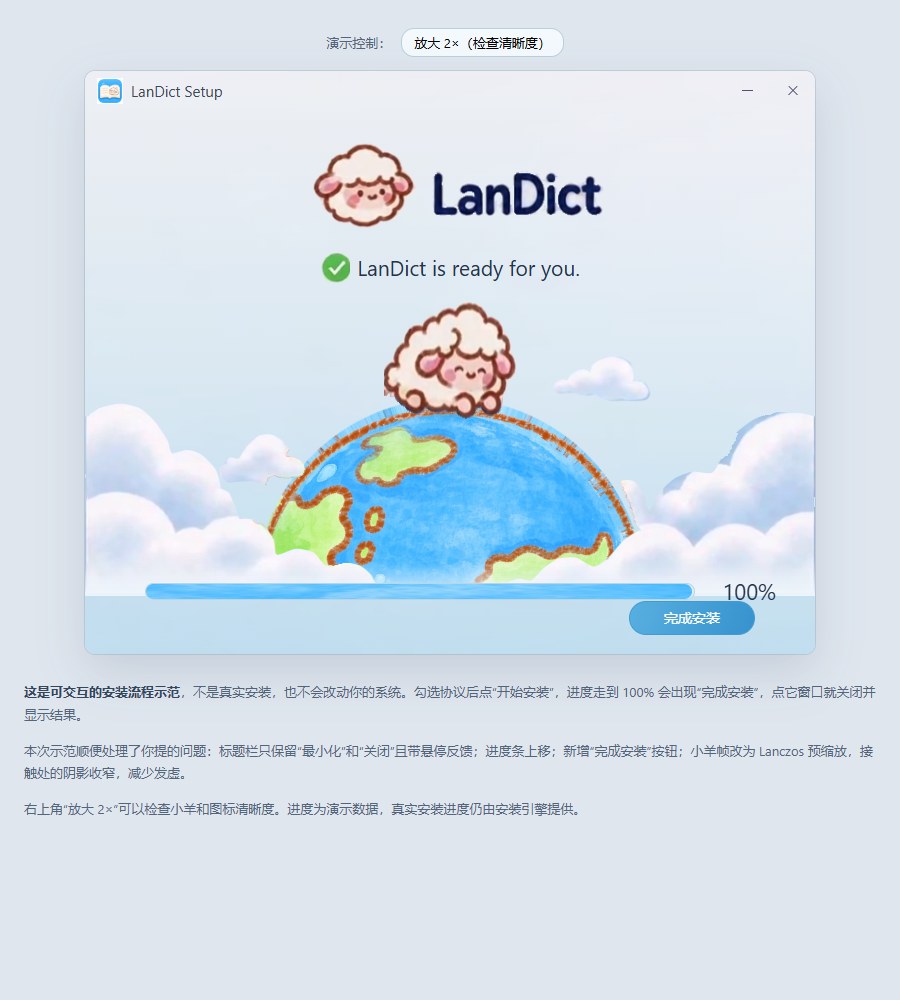 演示控制：
放大 2×（检查清晰度）
LanDict Setup
LanDict
LanDict is ready for you.
100%
完成安装
这是可交互的安装流程示范，不是真实安装，也不会改动你的系统。勾选协议后点“开始安装”，进度走到 100% 会出现“完成安装”，点它窗口就关闭并
显示结果。
本次示范顺便处理了你提的问题：标题栏只保留“最小化”和“关闭”且带悬停反馈；进度条上移；新增“完成安装”按钮；小羊帧改为 Lanczos 预缩放，接
触处的阴影收窄，减少发虚。
右上角“放大 2×”可以检查小羊和图标清晰度。进度为演示数据，真实安装进度仍由安装引擎提供。